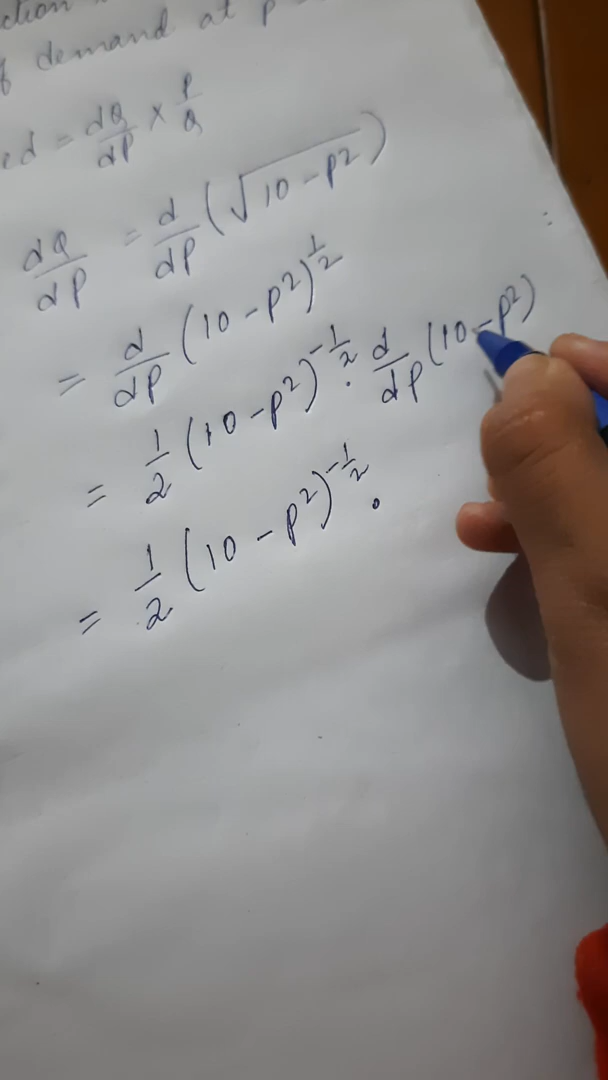 ction
demand at P
ed = dQ/dP × P/Q
dQ/dP = d/dP (√10 - P²)
= d/dP (10 - P²)^1/2
= 1/2 (10 - P²)^-1/2 . d/dP (10 - P²)
= 1/2 (10 - P²)^-1/2 .